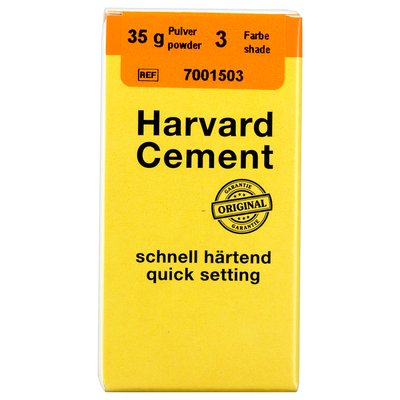 35 g Pulver powder 3 Farbe shade
REF 7001503
Harvard
Cement
GARANTIE
ORIGINAL
GARANTIE
schnell härtend
quick setting